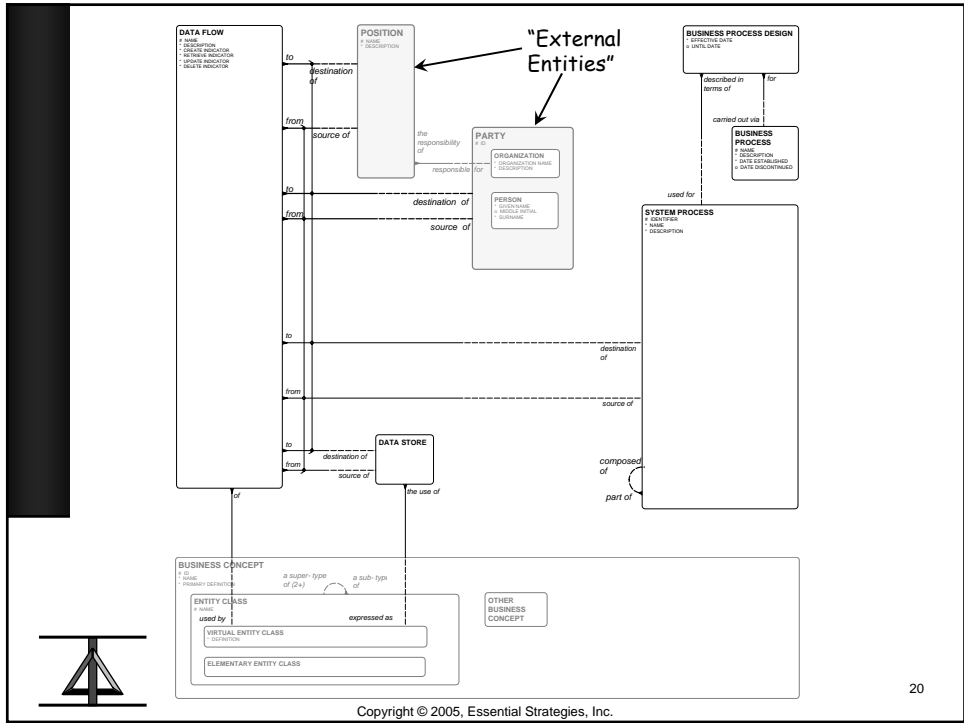 DATA FLOW
# NAME
* DESCRIPTION
* CREATE INDICATOR
* RETRIEVE INDICATOR
* UPDATE INDICATOR
* DELETE INDICATOR
POSITION
# NAME
* DESCRIPTION
"External
Entities"
BUSINESS PROCESS DESIGN
* EFFECTIVE DATE
o UNTIL DATE
to
destination
of
described in
terms of
for
from
source of
carried out via
the
responsibility
of
PARTY
# ID
BUSINESS
PROCESS
# NAME
* DESCRIPTION
* DATE ESTABLISHED
o DATE DISCONTINUED
ORGANIZATION
* ORGANIZATION NAME
* DESCRIPTION
responsible for
to
destination of
PERSON
* GIVEN NAME
o MIDDLE INITIAL
* SURNAME
used for
from
source of
SYSTEM PROCESS
# IDENTIFIER
* NAME
* DESCRIPTION
to
destination
of
from
source of
to
destination of
DATA STORE
from
source of
composed
of
part of
of
the use of
BUSINESS CONCEPT
# ID
* NAME
* PRIMARY DEFINITION
a super- type
of (2+)
a sub- type
of
ENTITY CLASS
# NAME
used by
expressed as
OTHER
BUSINESS
CONCEPT
VIRTUAL ENTITY CLASS
* DEFINITION
ELEMENTARY ENTITY CLASS
20
Copyright © 2005, Essential Strategies, Inc.